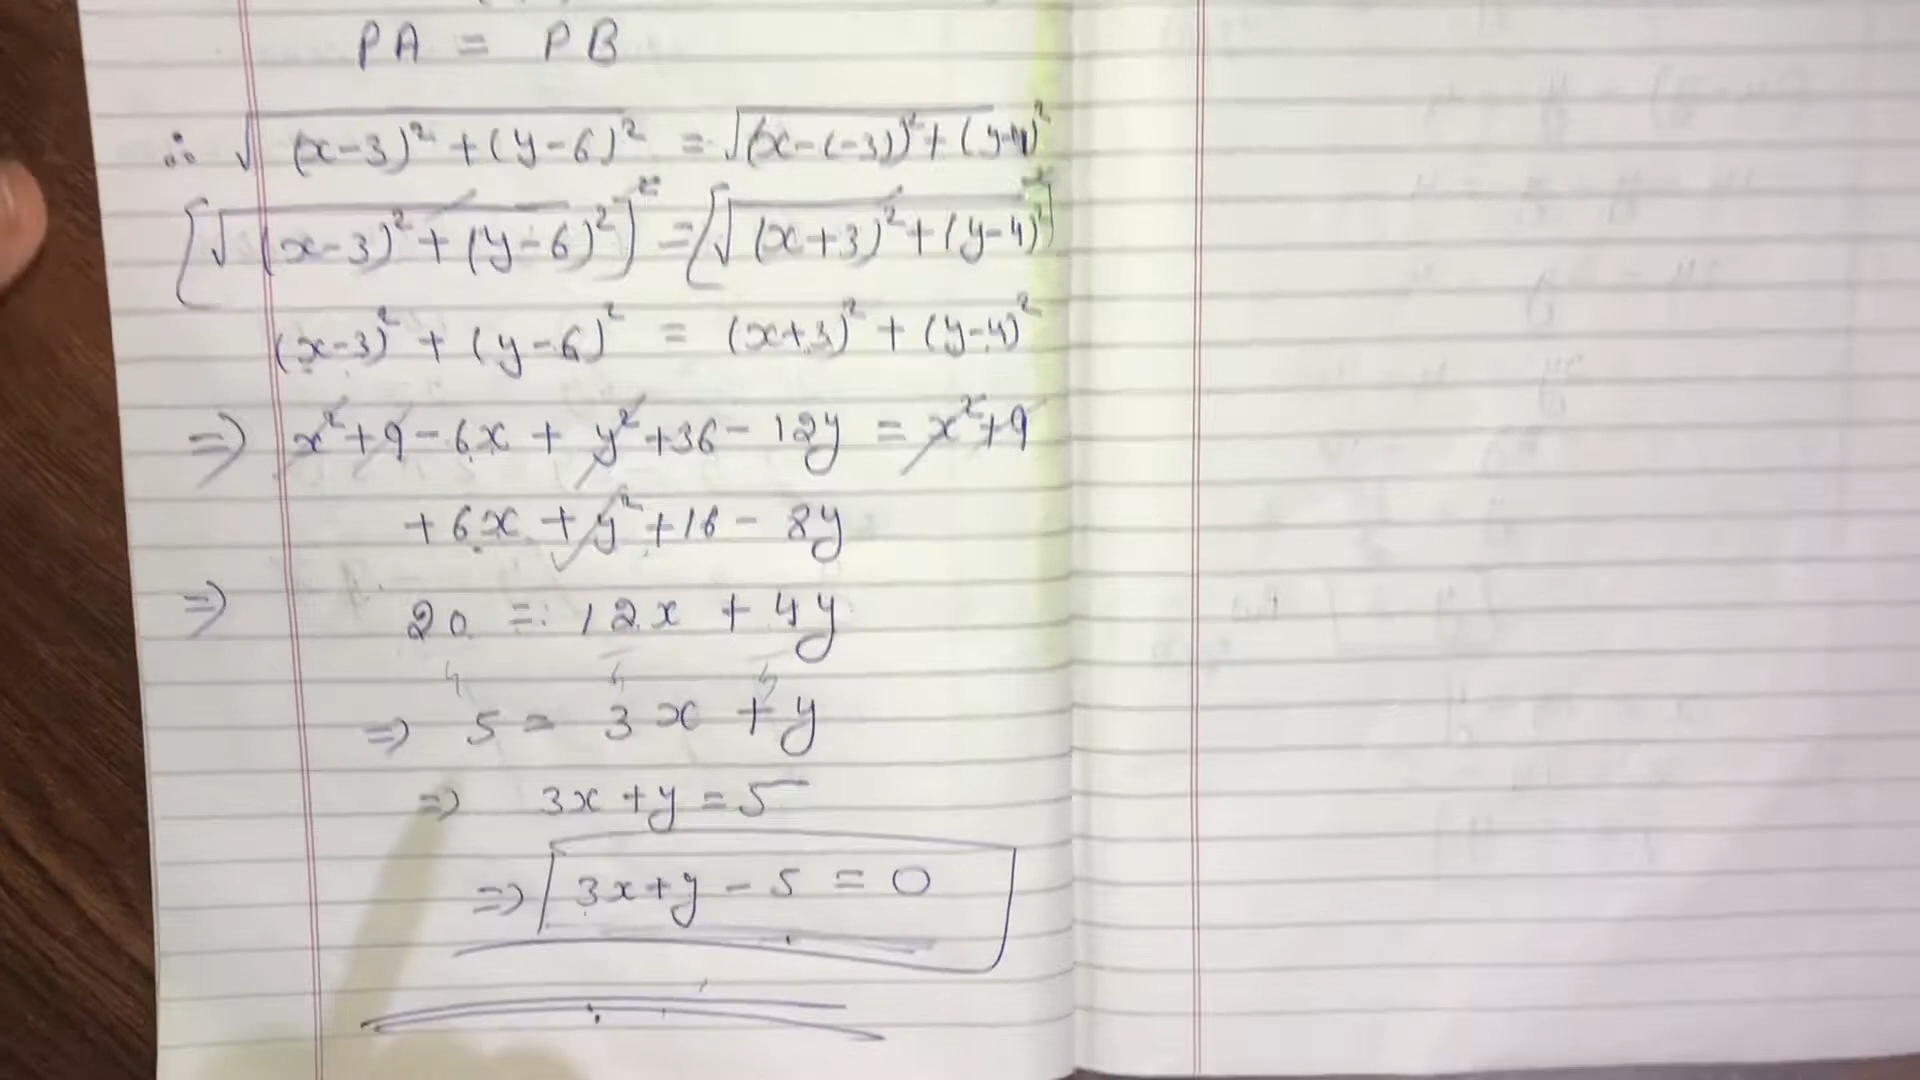 PA = PB
∴ √(x-3)² + (y-6)² = √(x-(-3))² + (y-4)²
[√(x-3)² + (y-6)²]² = [√(x+3)² + (y-4)²]²
(x-3)² + (y-6)² = (x+3)² + (y-4)²
⇒ x² + 9 - 6x + y² + 36 - 12y = x² + 9
+ 6x + y² + 16 - 8y
⇒ 20 = 12x + 4y
⇒ 5 = 3x + y
⇒ 3x + y = 5
⇒ 3x + y - 5 = 0